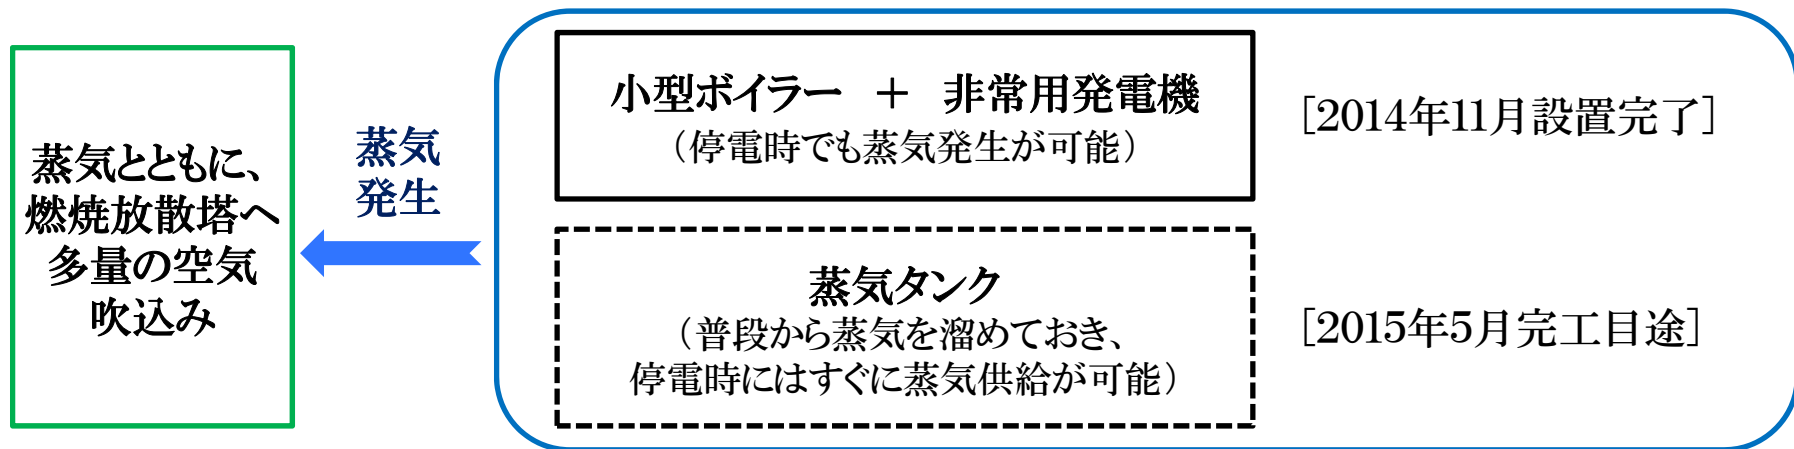 蒸気とともに、
燃焼放散塔へ
多量の空気
吹込み
蒸気
発生
小型ボイラー ＋ 非常用発電機
（停電時でも蒸気発生が可能）
［2014年11月設置完了］
蒸気タンク
（普段から蒸気を溜めておき、
停電時にはすぐに蒸気供給が可能）
［2015年5月完工目途］